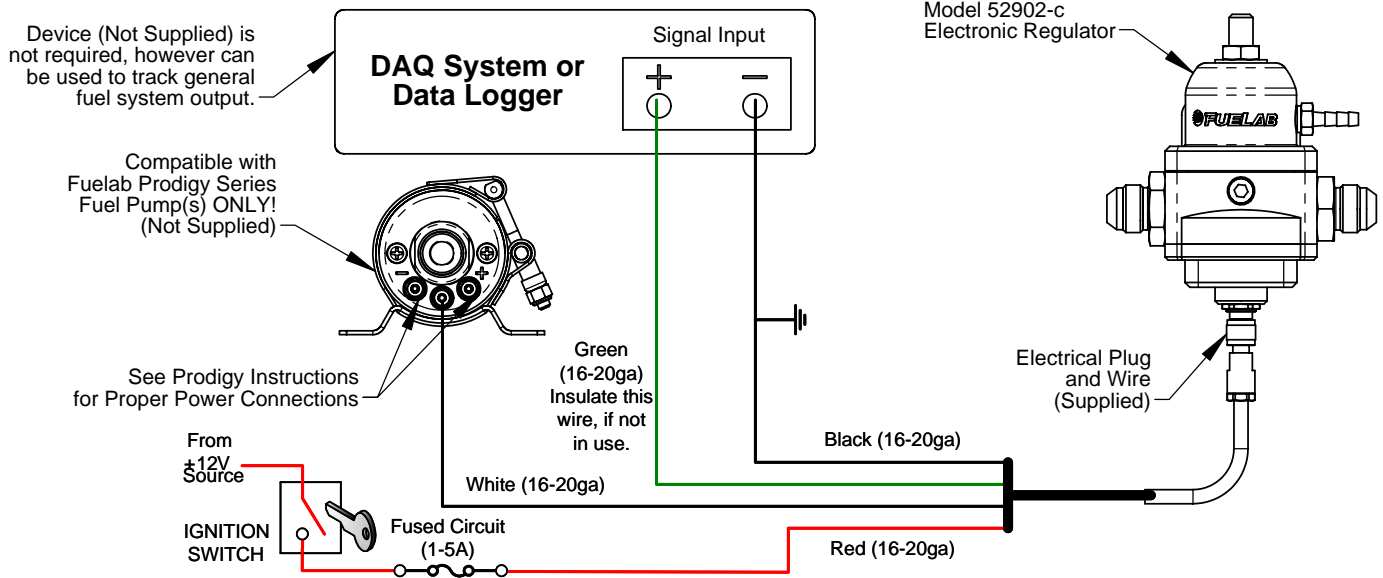 Device (Not Supplied) is
not required, however can
be used to track general
fuel system output.
DAQ System or
Data Logger
Signal Input
+
−
Model 52902-c
Electronic Regulator
FUELAB
Compatible with
Fuelab Prodigy Series
Fuel Pump(s) ONLY!
(Not Supplied)
−
+
See Prodigy Instructions
for Proper Power Connections
Green
(16-20ga)
Insulate this
wire, if not
in use.
Electrical Plug
and Wire
(Supplied)
Black (16-20ga)
White (16-20ga)
Red (16-20ga)
From
+12V
Source
IGNITION
SWITCH
Fused Circuit
(1-5A)